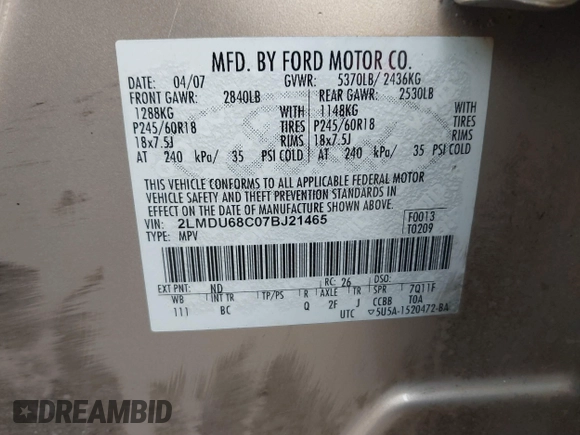 MFD. BY FORD MOTOR CO.
DATE: 04/07 GVWR: 5370LB/ 2436KG
FRONT GAWR: 2840LB REAR GAWR: 2530LB
1288KG WITH 1148KG WITH
P245/60R18 TIRES P245/60R18 TIRES
18x7.5J RIMS 18x7.5J RIMS
AT 240 kPa/ 35 PSI COLD AT 240 kPa/ 35 PSI COLD
THIS VEHICLE CONFORMS TO ALL APPLICABLE FEDERAL MOTOR
VEHICLE SAFETY AND THEFT PREVENTION STANDARDS IN
EFFECT ON THE DATE OF MANUFACTURE SHOWN ABOVE.
VIN: 2LMDU68C07BJ21465 F0013
TYPE: MPV T0209
EXT PNT: ND RC: 26 DSO:
WB INT TR TP/PS R AXLE TR SPR 7Q11F
111 BC Q 2F J CCBB T0A
UTC ▽5U5A-1520472-BA
DREAMBID